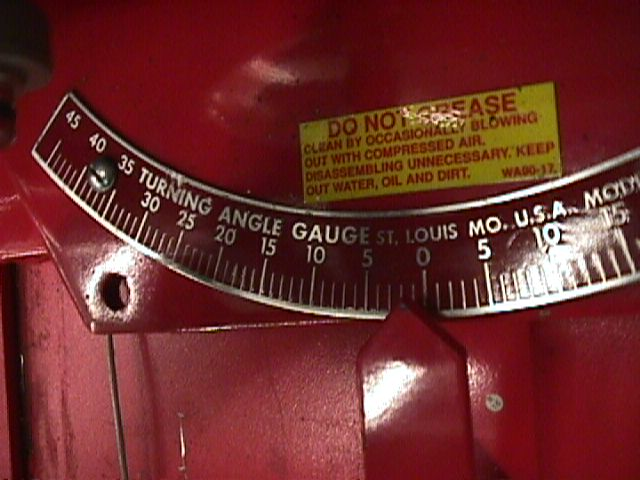 DO NOT GREASE
CLEAN BY OCCASIONALLY BLOWING
OUT WITH COMPRESSED AIR.
DISASSEMBLING UNNECESSARY. KEEP
OUT WATER, OIL AND DIRT. WA90-17
45 40 35 TURNING ANGLE GAUGE ST. LOUIS MO. U.S.A.
30 25 20 15 10 5 0 5 10 15